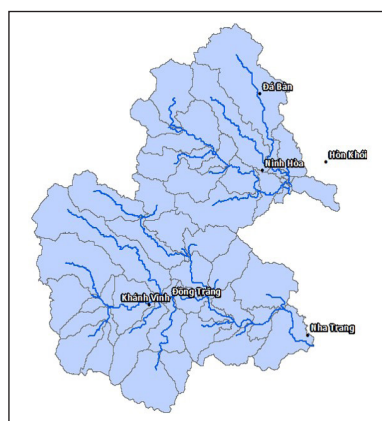 Đá Bàn
Hòn Khói
Ninh Hòa
Khánh Vĩnh
Đồng Trăng
Nha Trang